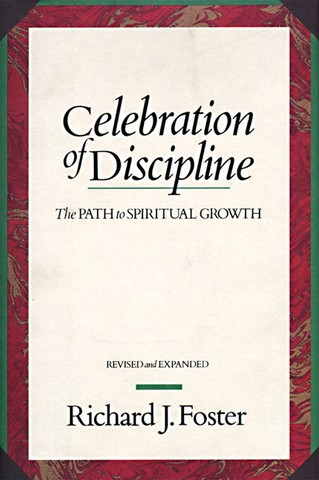 Celebration
of Discipline
The PATH to SPIRITUAL GROWTH
REVISED and EXPANDED
Richard J. Foster